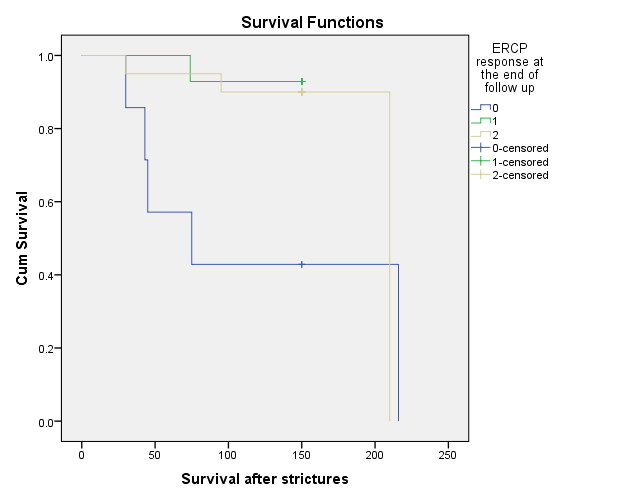 Survival Functions
ERCP
response at
the end of
follow up
0
1
2
0-censored
1-censored
2-censored
Cum Survival
1.0
0.8
0.6
0.4
0.2
0.0
0 50 100 150 200 250
Survival after strictures